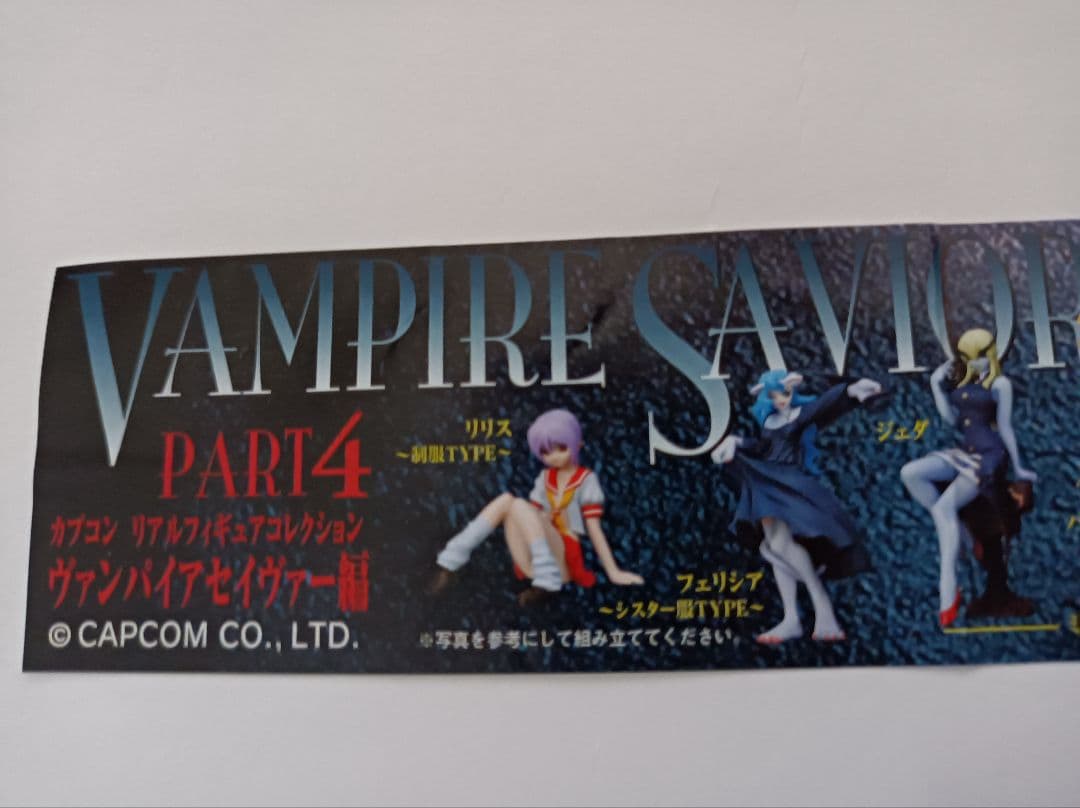 VAMPIRE SAVIOR
PART4
カプコン リアルフィギュアコレクション
ヴァンパイアセイヴァー編
© CAPCOM CO., LTD.
リリス
～制服TYPE～
フェリシア
～シスター服TYPE～
※写真を参考にして組み立ててください。
ジェダ